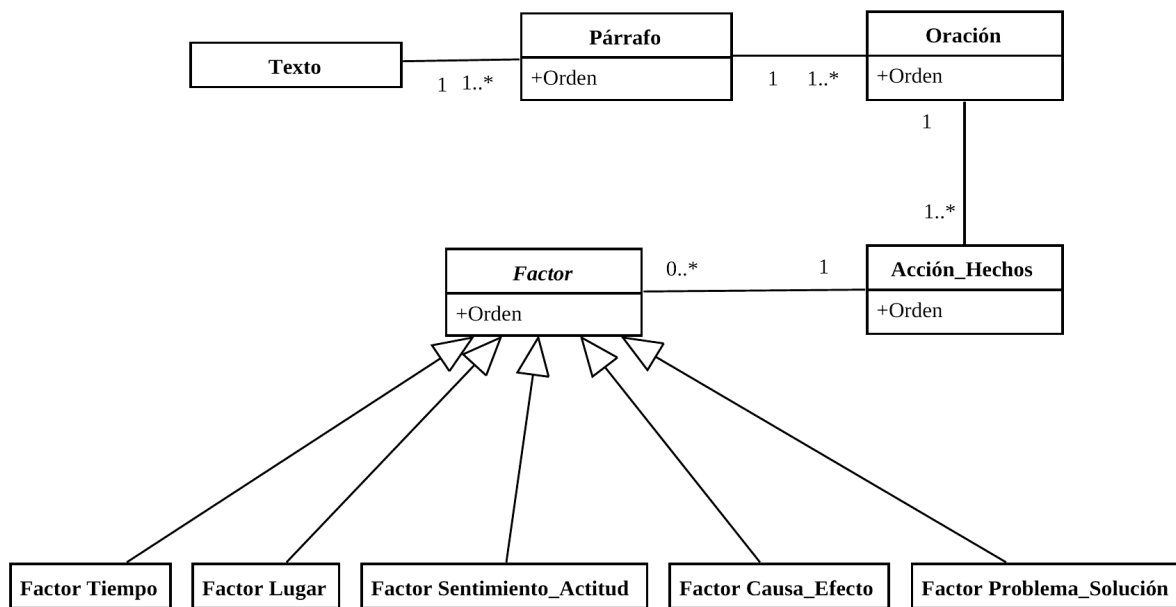 Texto
1 1..*
Párrafo
+Orden
1 1..*
Oración
+Orden
1
1..*
Factor
+Orden
0..* 1
Acción_Hechos
+Orden
Factor Tiempo
Factor Lugar
Factor Sentimiento_Actitud
Factor Causa_Efecto
Factor Problema_Solución